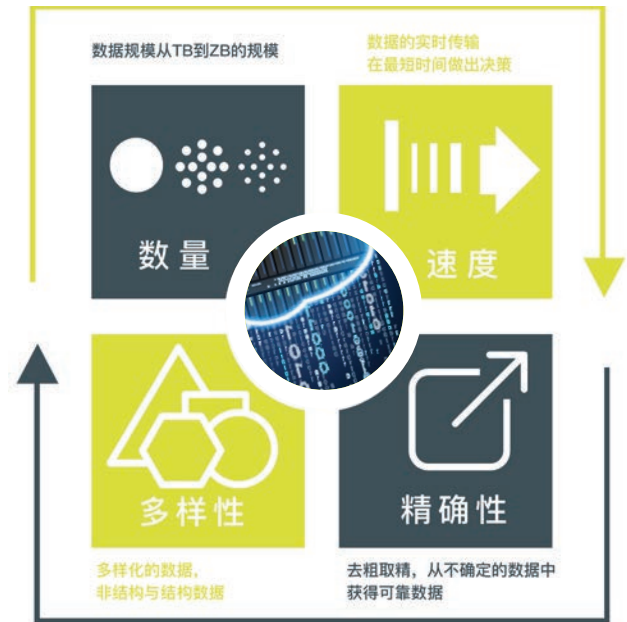 数据规模从TB到ZB的规模
数据的实时传输
在最短时间做出决策
数量
速度
多样性
精确性
多样化的数据，
非结构与结构数据
去粗取精，从不确定的数据中
获得可靠数据